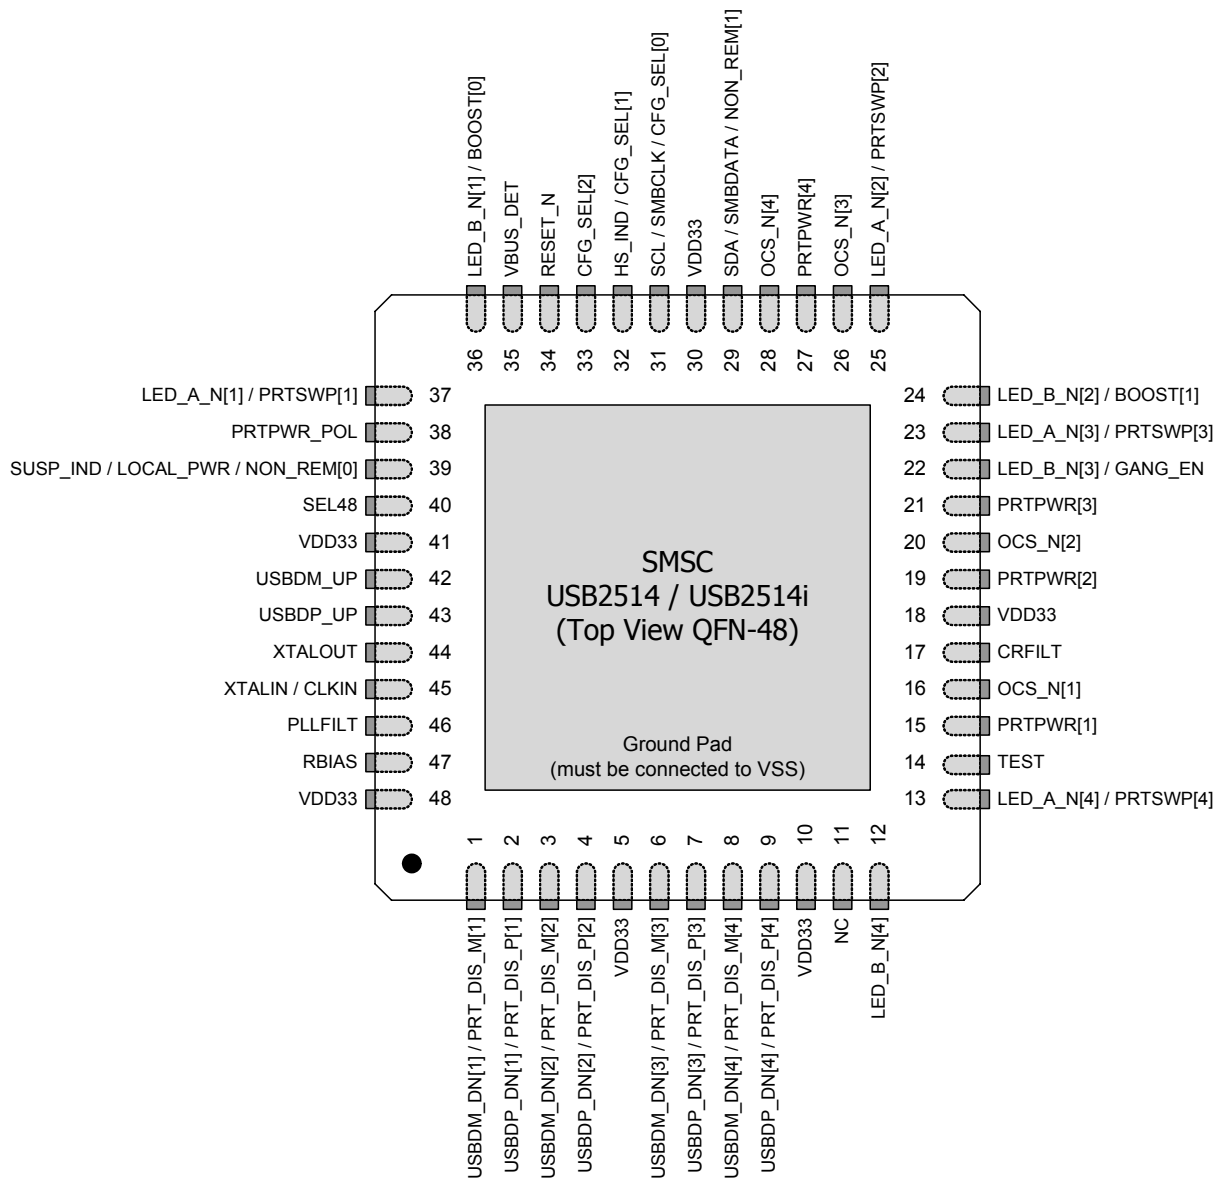 LED_B_N[1] / BOOST[0]
VBUS_DET
RESET_N
CFG_SEL[2]
HS_IND / CFG_SEL[1]
SCL / SMBCLK / CFG_SEL[0]
VDD33
SDA / SMBDATA / NON_REM[1]
OCS_N[4]
PRTPWR[4]
OCS_N[3]
LED_A_N[2] / PRTSWP[2]
36
35
34
33
32
31
30
29
28
27
26
25
LED_A_N[1] / PRTSWP[1] 37
PRTPWR_POL 38
SUSP_IND / LOCAL_PWR / NON_REM[0] 39
SEL48 40
VDD33 41
USBDM_UP 42
USBDP_UP 43
XTALOUT 44
XTALIN / CLKIN 45
PLLFILT 46
RBIAS 47
VDD33 48
SMSC
USB2514 / USB2514i
(Top View QFN-48)
Ground Pad
(must be connected to VSS)
24 LED_B_N[2] / BOOST[1]
23 LED_A_N[3] / PRTSWP[3]
22 LED_B_N[3] / GANG_EN
21 PRTPWR[3]
20 OCS_N[2]
19 PRTPWR[2]
18 VDD33
17 CRFILT
16 OCS_N[1]
15 PRTPWR[1]
14 TEST
13 LED_A_N[4] / PRTSWP[4]
1
2
3
4
5
6
7
8
9
10
11
12
USBDM_DN[1] / PRT_DIS_M[1]
USBDP_DN[1] / PRT_DIS_P[1]
USBDM_DN[2] / PRT_DIS_M[2]
USBDP_DN[2] / PRT_DIS_P[2]
VDD33
USBDM_DN[3] / PRT_DIS_M[3]
USBDP_DN[3] / PRT_DIS_P[3]
USBDM_DN[4] / PRT_DIS_M[4]
USBDP_DN[4] / PRT_DIS_P[4]
VDD33
NC
LED_B_N[4]